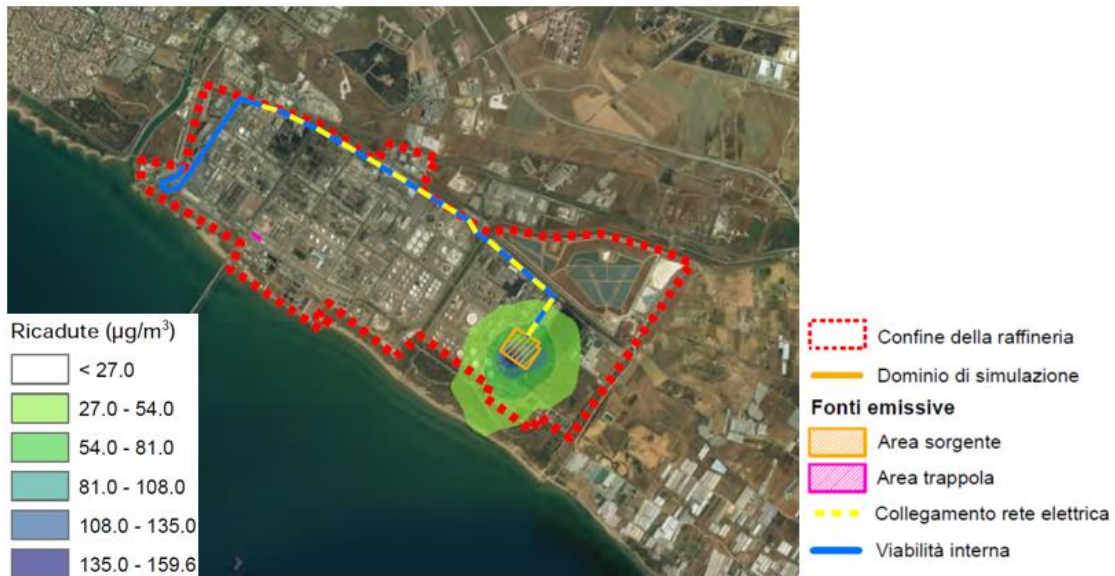 Ricadute (µg/m³)
< 27.0
27.0 - 54.0
54.0 - 81.0
81.0 - 108.0
108.0 - 135.0
135.0 - 159.6
Confine della raffineria
Dominio di simulazione
Fonti emissive
Area sorgente
Area trappola
Collegamento rete elettrica
Viabilità interna